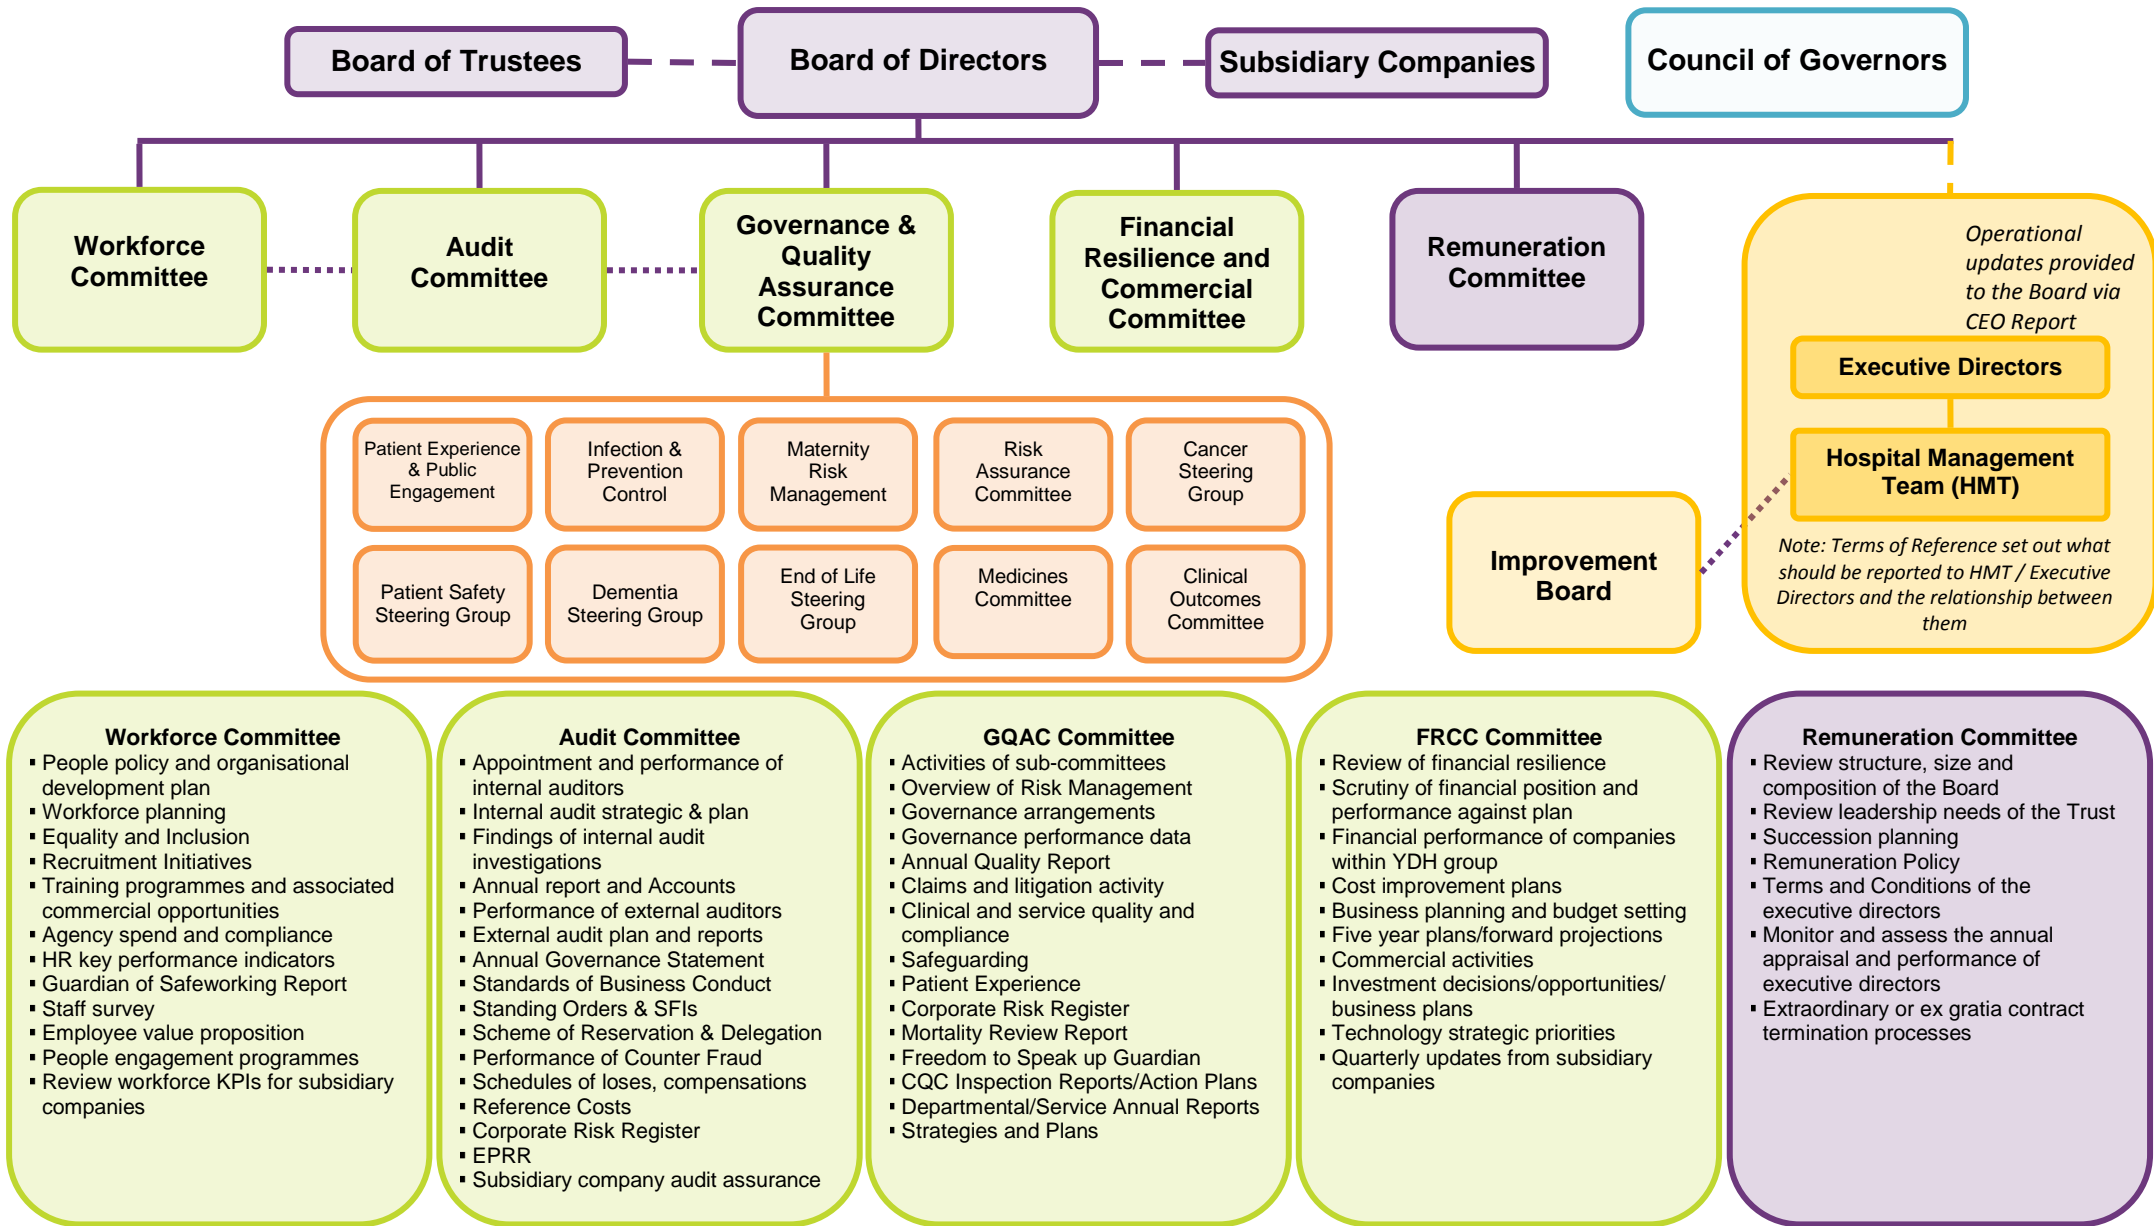 Board of Trustees
Board of Directors
Subsidiary Companies
Council of Governors
Workforce
Committee
Audit
Committee
Governance &
Quality
Assurance
Committee
Financial
Resilience and
Commercial
Committee
Remuneration
Committee
Operational
updates provided
to the Board via
CEO Report
Executive Directors
Hospital Management
Team (HMT)
Note: Terms of Reference set out what
should be reported to HMT / Executive
Directors and the relationship between
them
Improvement
Board
Patient Experience
& Public
Engagement
Infection &
Prevention
Control
Maternity
Risk
Management
Risk
Assurance
Committee
Cancer
Steering
Group
Patient Safety
Steering Group
Dementia
Steering Group
End of Life
Steering
Group
Medicines
Committee
Clinical
Outcomes
Committee
Workforce Committee
▪ People policy and organisational
development plan
▪ Workforce planning
▪ Equality and Inclusion
▪ Recruitment Initiatives
▪ Training programmes and associated
commercial opportunities
▪ Agency spend and compliance
▪ HR key performance indicators
▪ Guardian of Safeworking Report
▪ Staff survey
▪ Employee value proposition
▪ People engagement programmes
▪ Review workforce KPIs for subsidiary
companies
Audit Committee
▪ Appointment and performance of
internal auditors
▪ Internal audit strategic & plan
▪ Findings of internal audit
investigations
▪ Annual report and Accounts
▪ Performance of external auditors
▪ External audit plan and reports
▪ Annual Governance Statement
▪ Standards of Business Conduct
▪ Standing Orders & SFIs
▪ Scheme of Reservation & Delegation
▪ Performance of Counter Fraud
▪ Schedules of loses, compensations
▪ Reference Costs
▪ Corporate Risk Register
▪ EPRR
▪ Subsidiary company audit assurance
GQAC Committee
▪ Activities of sub-committees
▪ Overview of Risk Management
▪ Governance arrangements
▪ Governance performance data
▪ Annual Quality Report
▪ Claims and litigation activity
▪ Clinical and service quality and
compliance
▪ Safeguarding
▪ Patient Experience
▪ Corporate Risk Register
▪ Mortality Review Report
▪ Freedom to Speak up Guardian
▪ CQC Inspection Reports/Action Plans
▪ Departmental/Service Annual Reports
▪ Strategies and Plans
FRCC Committee
▪ Review of financial resilience
▪ Scrutiny of financial position and
performance against plan
▪ Financial performance of companies
within YDH group
▪ Cost improvement plans
▪ Business planning and budget setting
▪ Five year plans/forward projections
▪ Commercial activities
▪ Investment decisions/opportunities/
business plans
▪ Technology strategic priorities
▪ Quarterly updates from subsidiary
companies
Remuneration Committee
▪ Review structure, size and
composition of the Board
▪ Review leadership needs of the Trust
▪ Succession planning
▪ Remuneration Policy
▪ Terms and Conditions of the
executive directors
▪ Monitor and assess the annual
appraisal and performance of
executive directors
▪ Extraordinary or ex gratia contract
termination processes